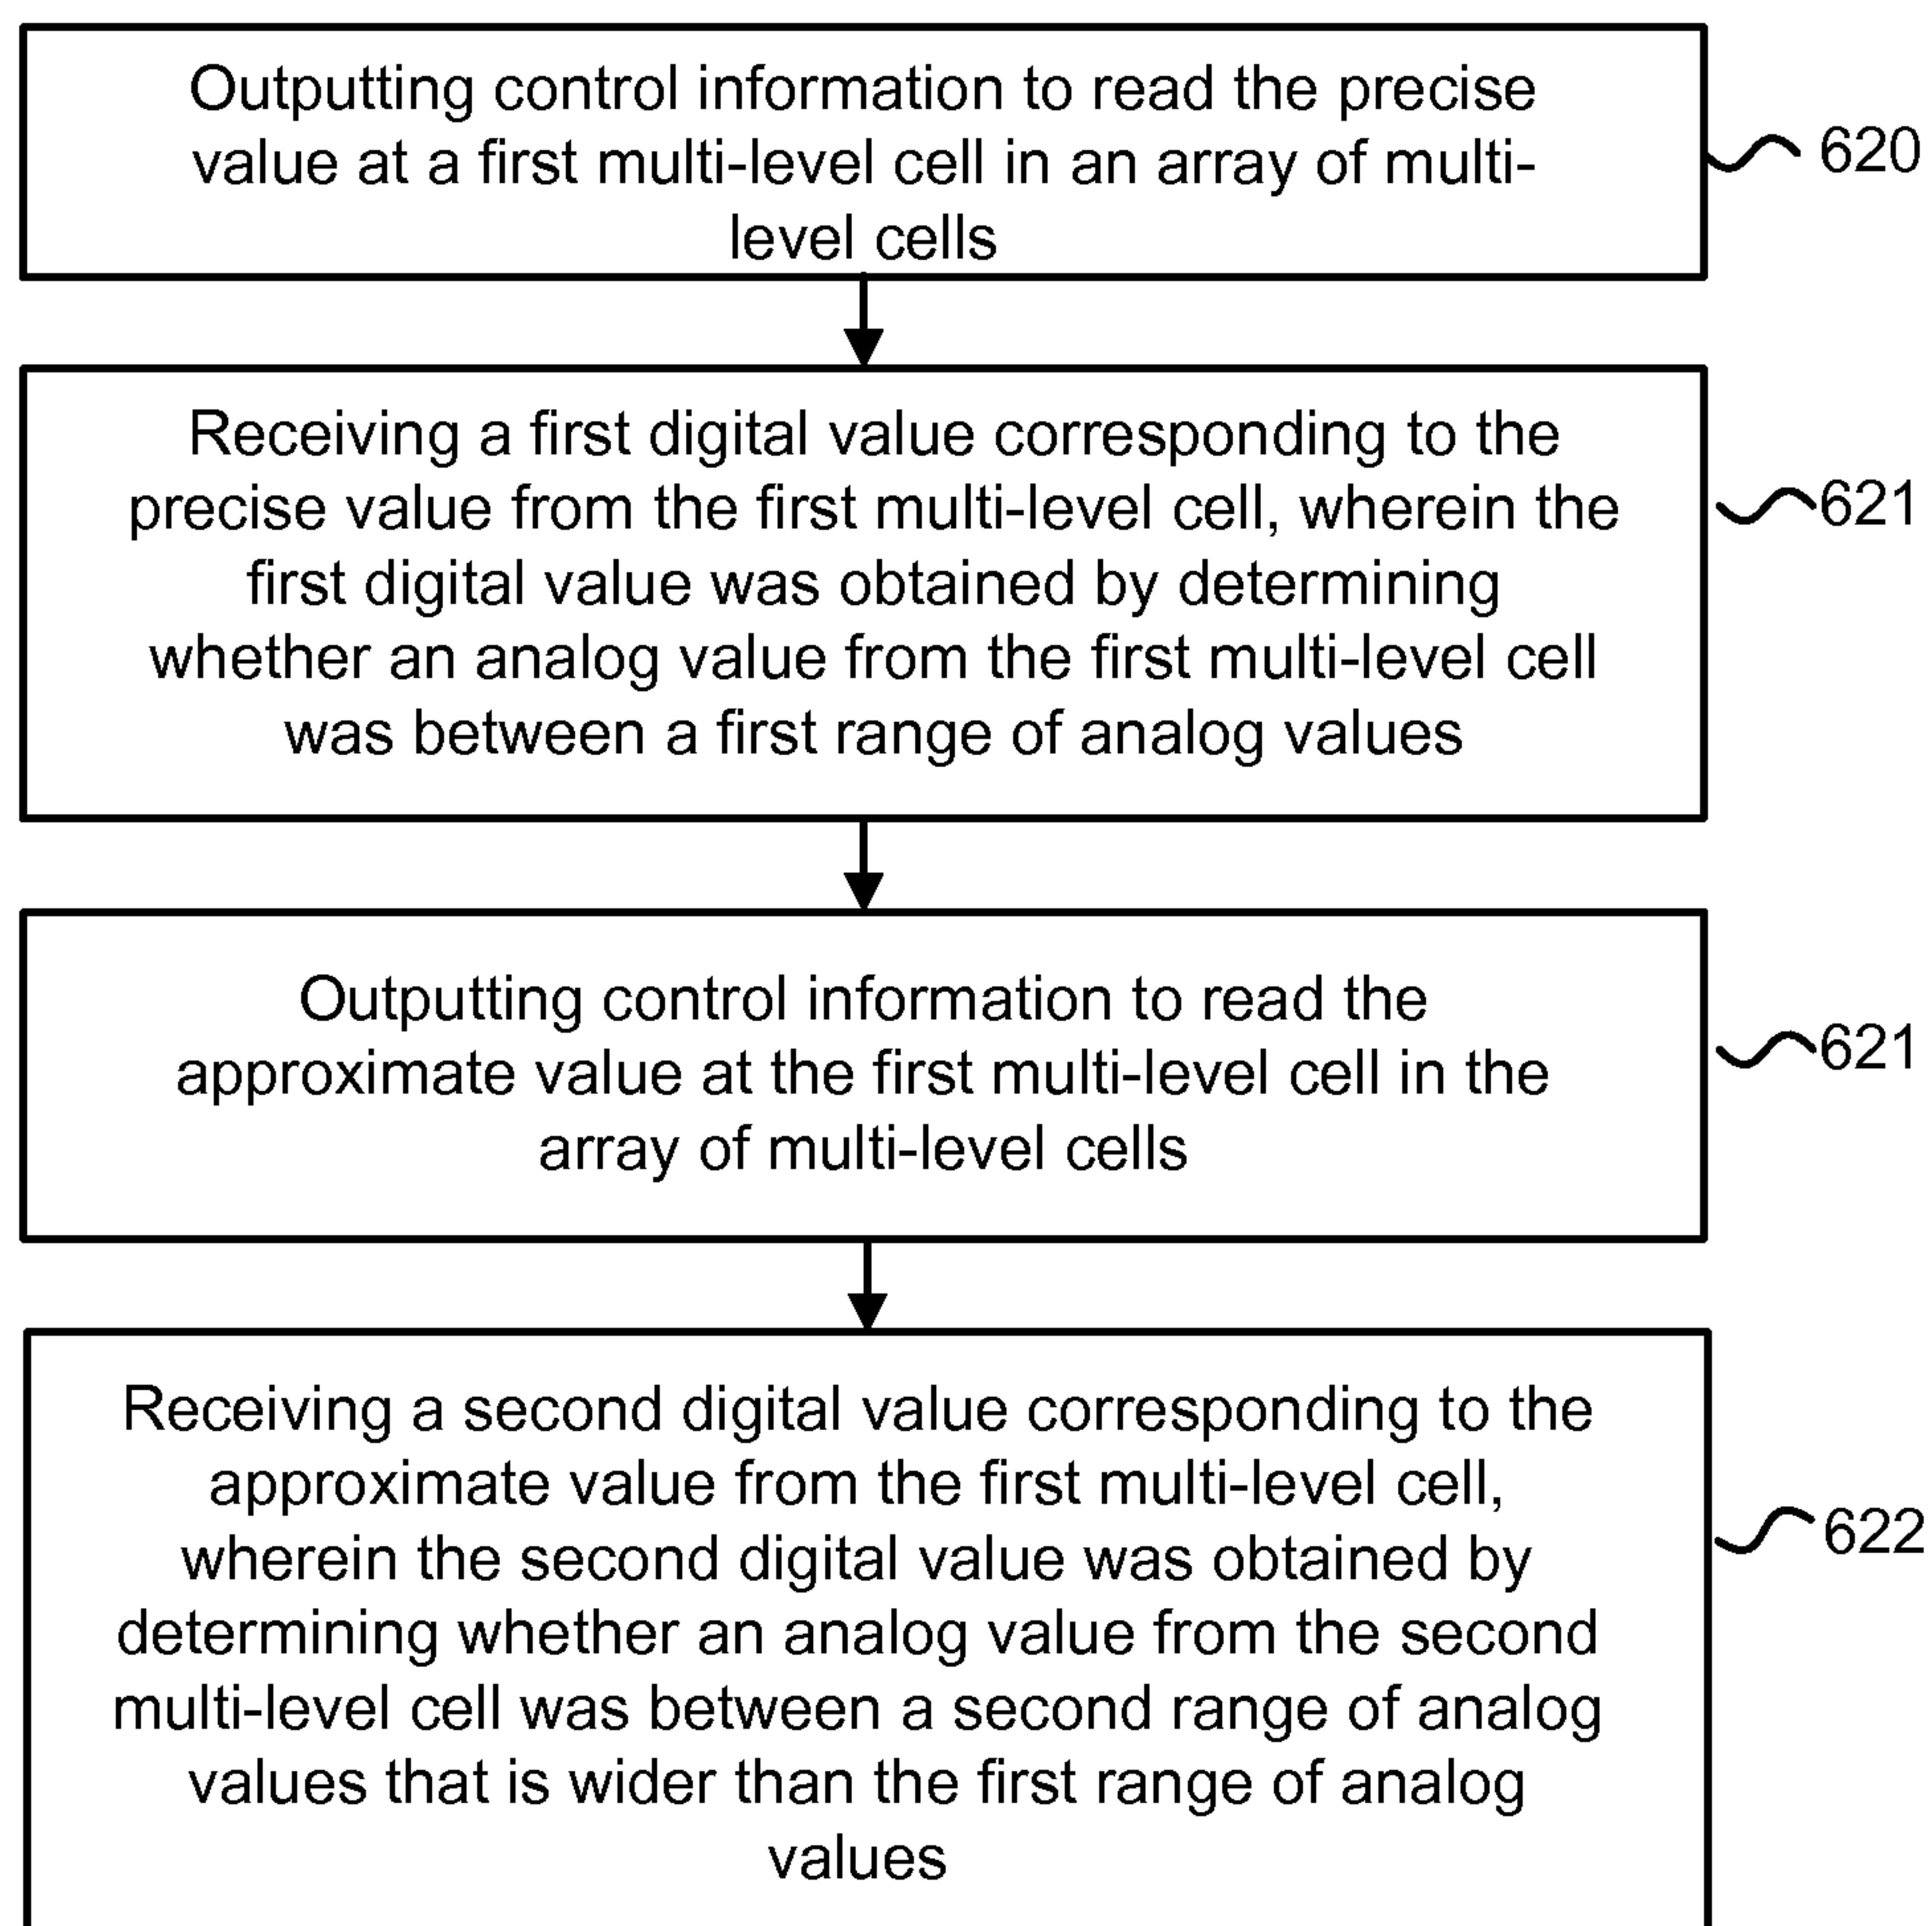 Outputting control information to read the precise
value at a first multi-level cell in an array of multi-
level cells
620
Receiving a first digital value corresponding to the
precise value from the first multi-level cell, wherein the
first digital value was obtained by determining
whether an analog value from the first multi-level cell
was between a first range of analog values
621
Outputting control information to read the
approximate value at the first multi-level cell in the
array of multi-level cells
621
Receiving a second digital value corresponding to the
approximate value from the first multi-level cell,
wherein the second digital value was obtained by
determining whether an analog value from the second
multi-level cell was between a second range of analog
values that is wider than the first range of analog
values
622